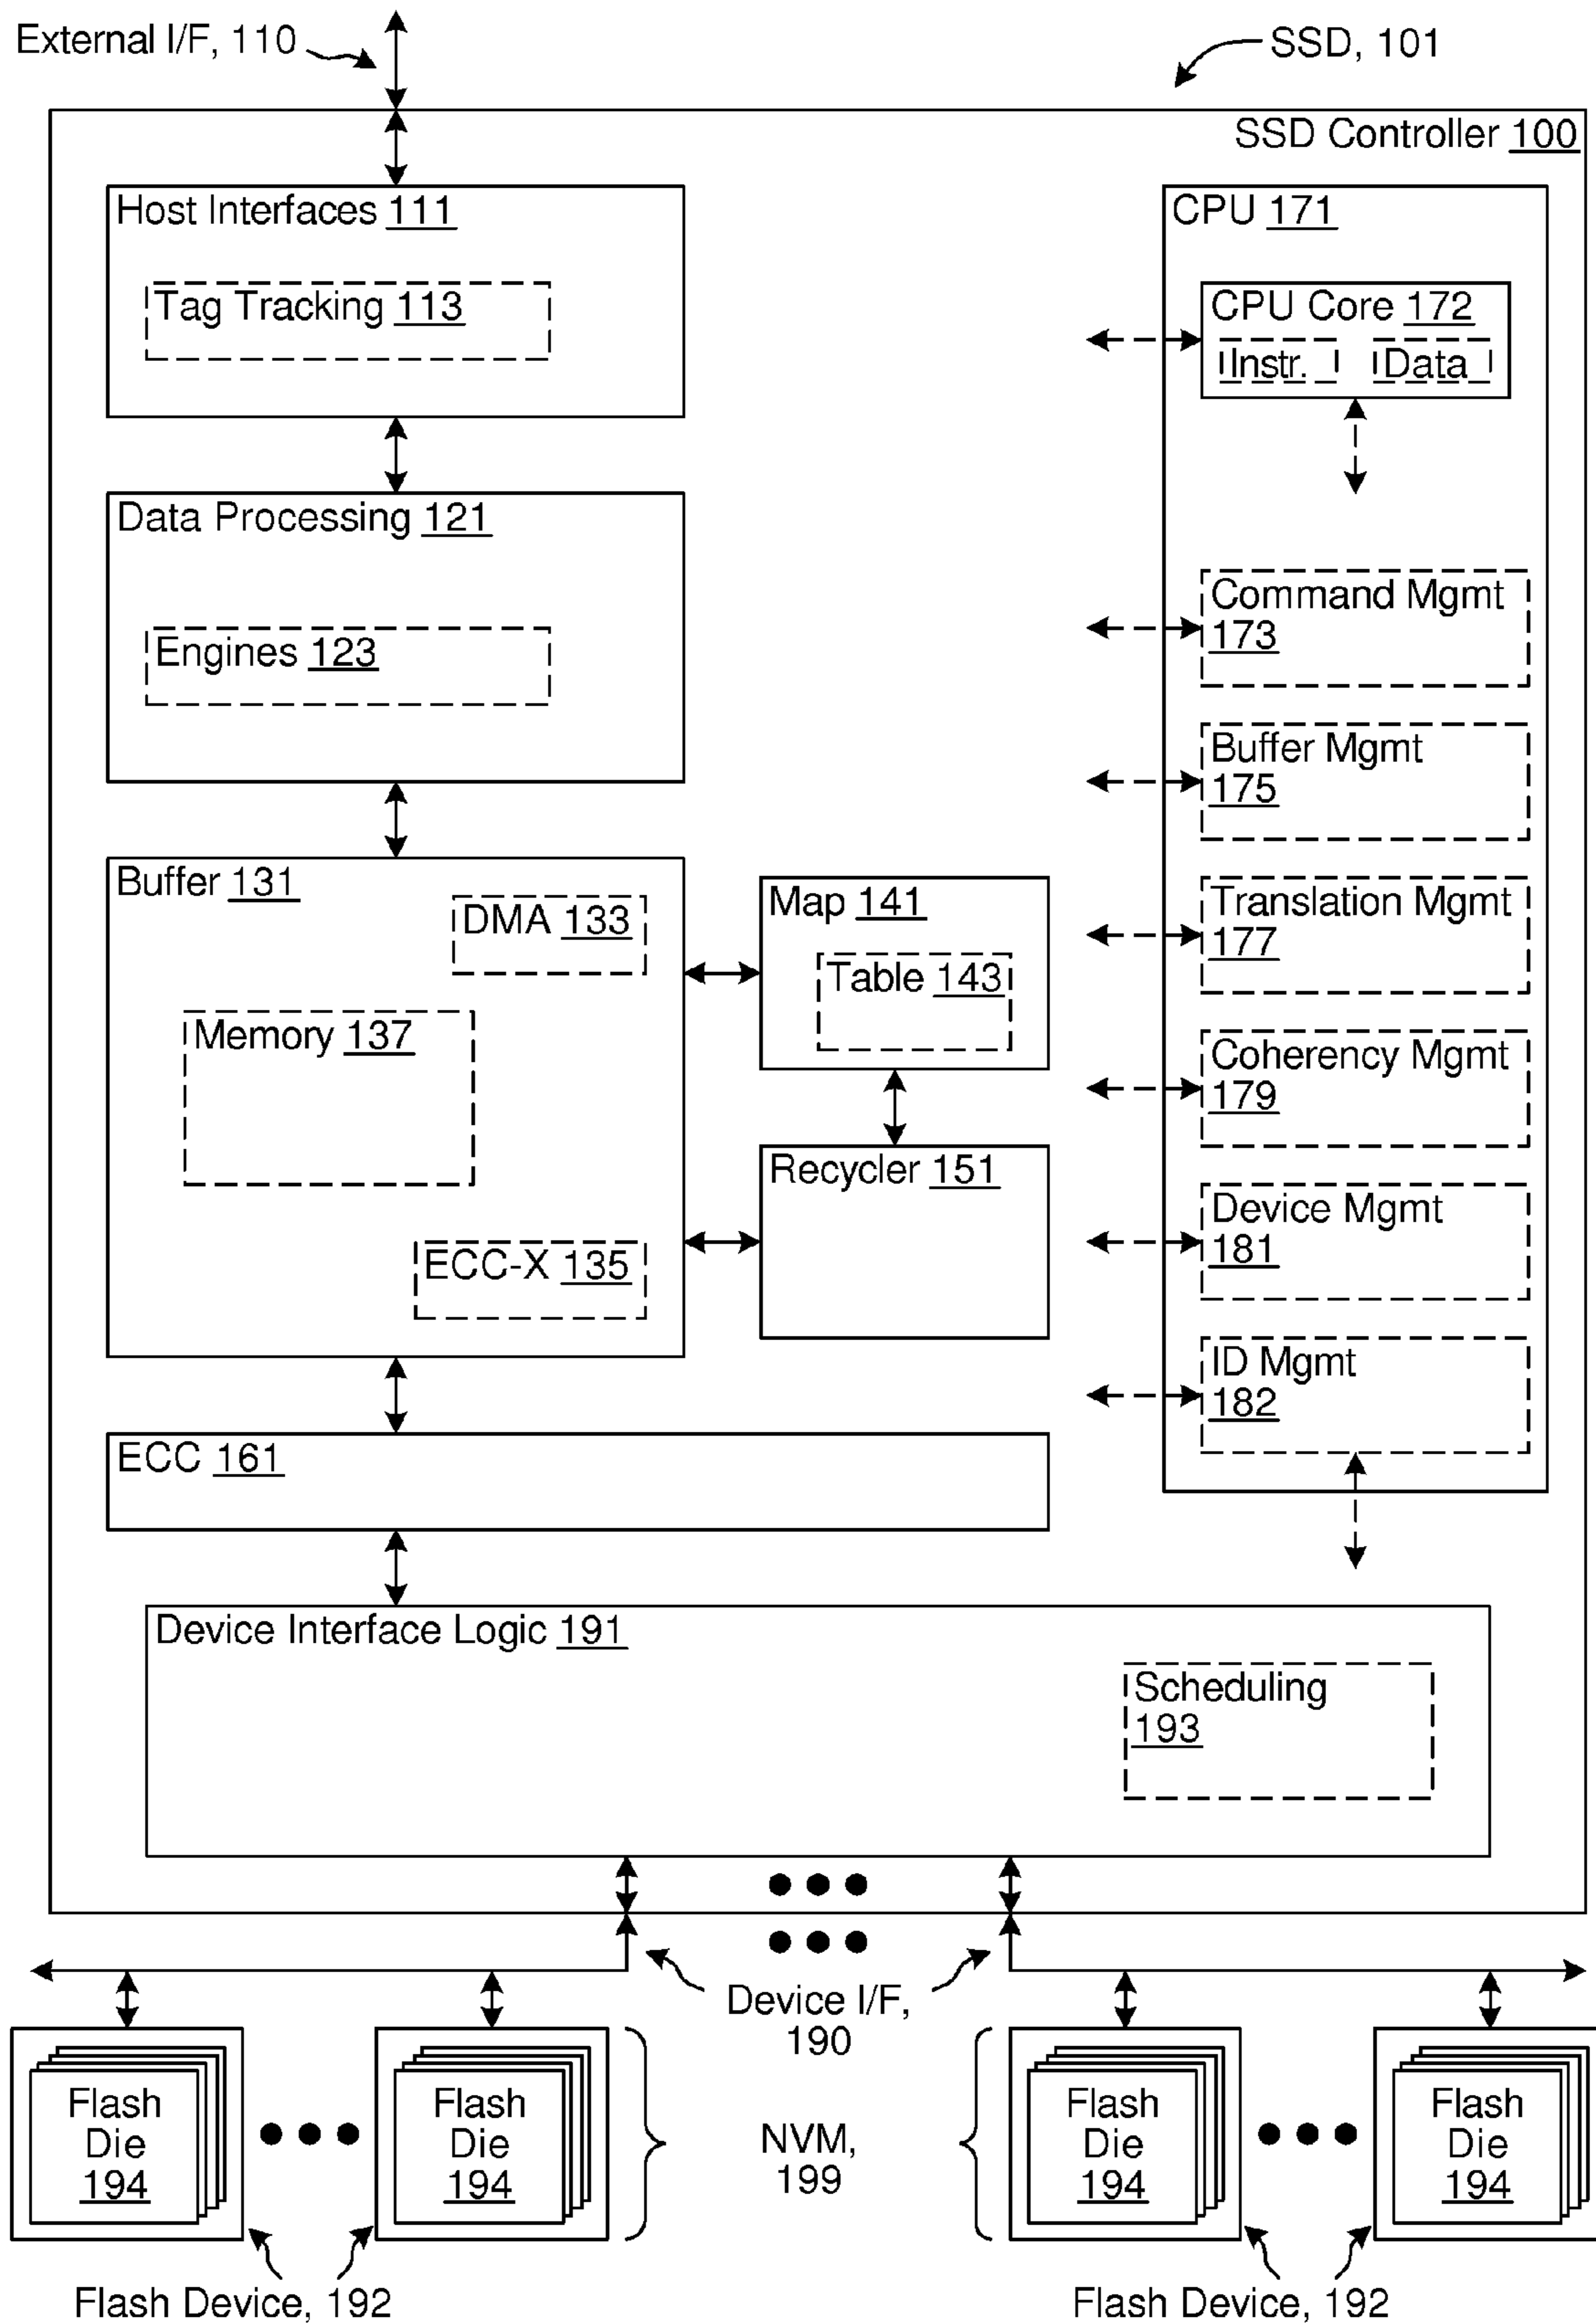 External I/F, 110
SSD, 101
SSD Controller 100
Host Interfaces 111
Tag Tracking 113
Data Processing 121
Engines 123
Buffer 131
DMA 133
Memory 137
ECC-X 135
Map 141
Table 143
Recycler 151
ECC 161
CPU 171
CPU Core 172
Instr. Data
Command Mgmt
173
Buffer Mgmt
175
Translation Mgmt
177
Coherency Mgmt
179
Device Mgmt
181
ID Mgmt
182
Device Interface Logic 191
Scheduling
193
Device I/F,
190
Flash
Die
194
Flash
Die
194
NVM,
199
Flash
Die
194
Flash
Die
194
Flash Device, 192
Flash Device, 192